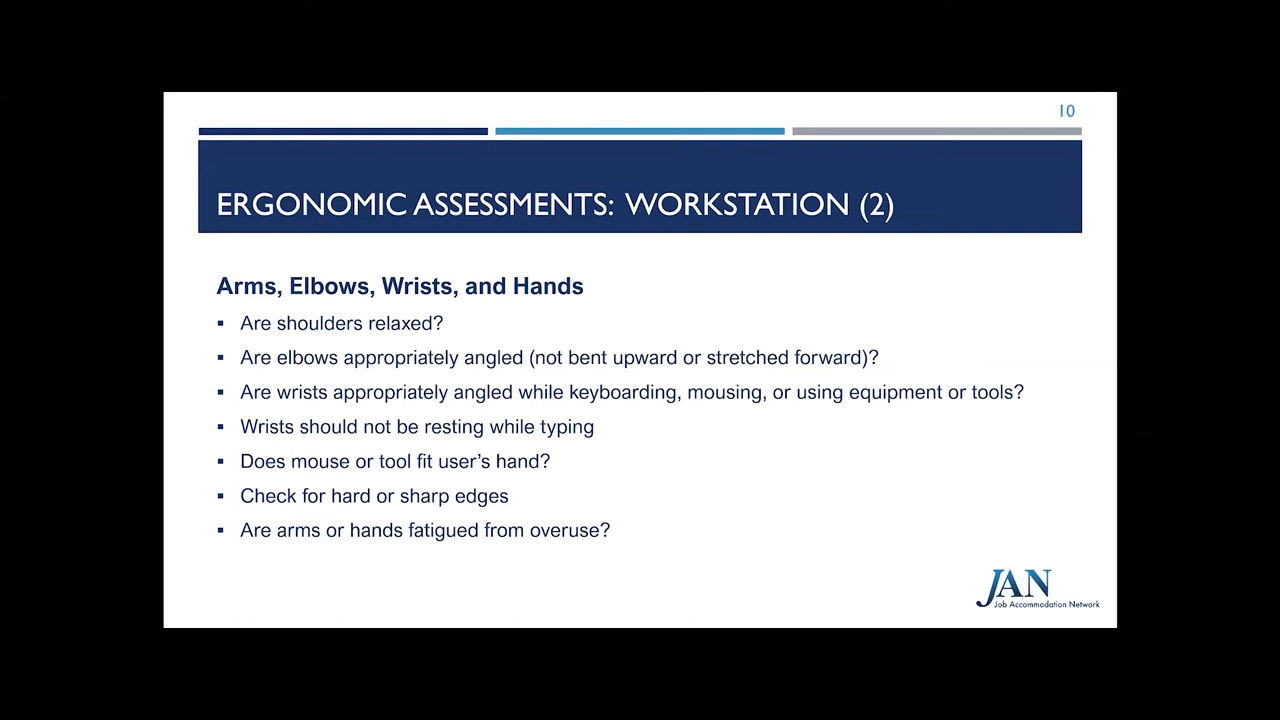 10
ERGONOMIC ASSESSMENTS: WORKSTATION (2)
Arms, Elbows, Wrists, and Hands
▪ Are shoulders relaxed?
▪ Are elbows appropriately angled (not bent upward or stretched forward)?
▪ Are wrists appropriately angled while keyboarding, mousing, or using equipment or tools?
▪ Wrists should not be resting while typing
▪ Does mouse or tool fit user’s hand?
▪ Check for hard or sharp edges
▪ Are arms or hands fatigued from overuse?
JAN
Job Accommodation Network